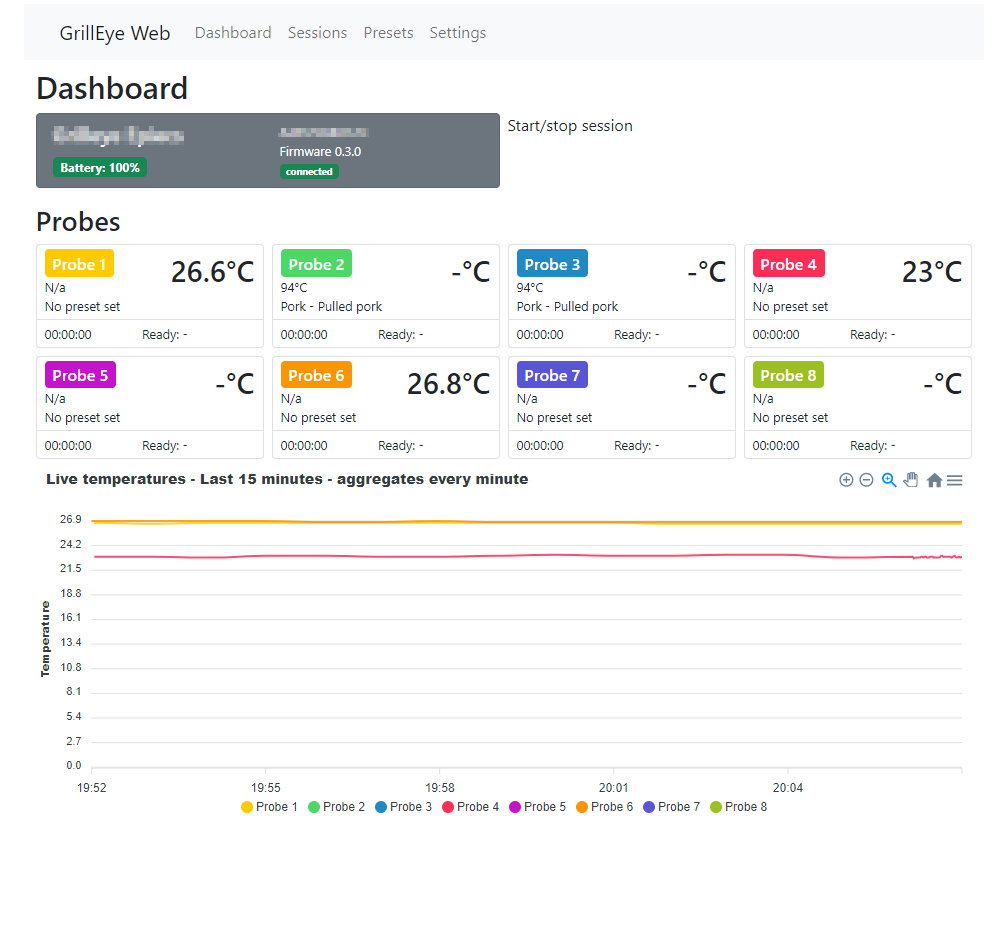 GrillEye Web Dashboard Sessions Presets Settings
Dashboard
Battery: 100%
Firmware 0.3.0
connected
Start/stop session
Probes
Probe 1 26.6°C
N/a
No preset set
00:00:00 Ready: -
Probe 2 -°C
94°C
Pork - Pulled pork
00:00:00 Ready: -
Probe 3 -°C
94°C
Pork - Pulled pork
00:00:00 Ready: -
Probe 4 23°C
N/a
No preset set
00:00:00 Ready: -
Probe 5 -°C
N/a
No preset set
00:00:00 Ready: -
Probe 6 26.8°C
N/a
No preset set
00:00:00 Ready: -
Probe 7 -°C
N/a
No preset set
00:00:00 Ready: -
Probe 8 -°C
N/a
No preset set
00:00:00 Ready: -
Live temperatures - Last 15 minutes - aggregates every minute
Temperature
26.9
24.2
21.5
18.8
16.1
13.4
10.8
8.1
5.4
2.7
0.0
19:52 19:55 19:58 20:01 20:04
Probe 1 Probe 2 Probe 3 Probe 4 Probe 5 Probe 6 Probe 7 Probe 8